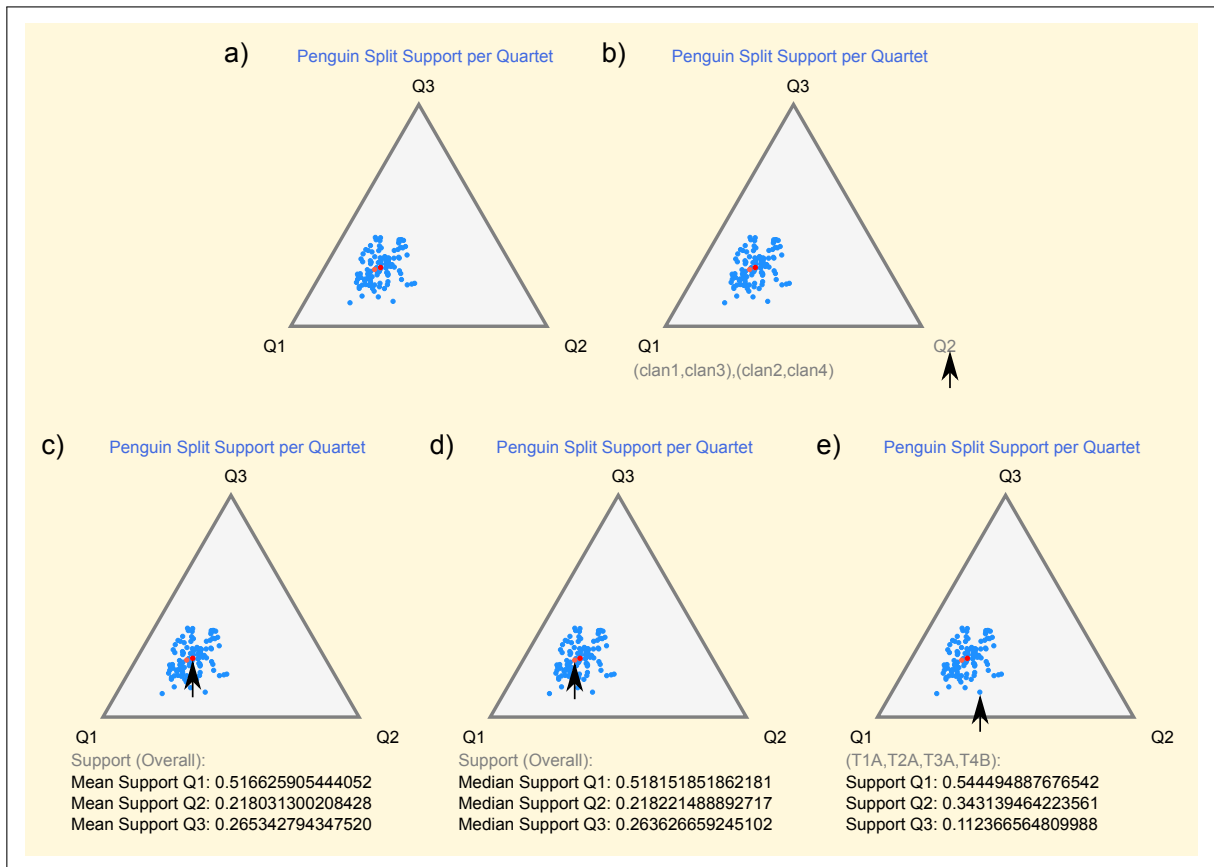 a)
Penguin Split Support per Quartet
Q3
Q1
Q2
b)
Penguin Split Support per Quartet
Q3
Q1
Q2
(clan1,clan3),(clan2,clan4)
c)
Penguin Split Support per Quartet
Q3
Q1
Q2
Support (Overall):
Mean Support Q1: 0.516625905444052
Mean Support Q2: 0.218031300208428
Mean Support Q3: 0.265342794347520
d)
Penguin Split Support per Quartet
Q3
Q1
Q2
Support (Overall):
Median Support Q1: 0.518151851862181
Median Support Q2: 0.218221488892717
Median Support Q3: 0.263626659245102
e)
Penguin Split Support per Quartet
Q3
Q1
Q2
(T1A,T2A,T3A,T4B):
Support Q1: 0.544494887676542
Support Q2: 0.343139464223561
Support Q3: 0.112366564809988